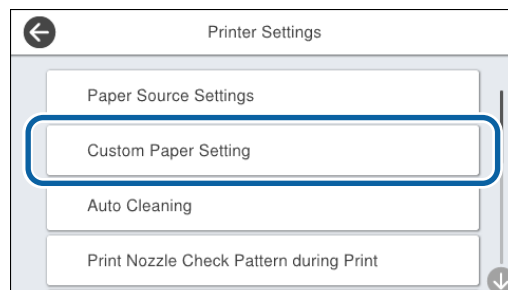 Printer Settings
Paper Source Settings
Custom Paper Setting
Auto Cleaning
Print Nozzle Check Pattern during Print